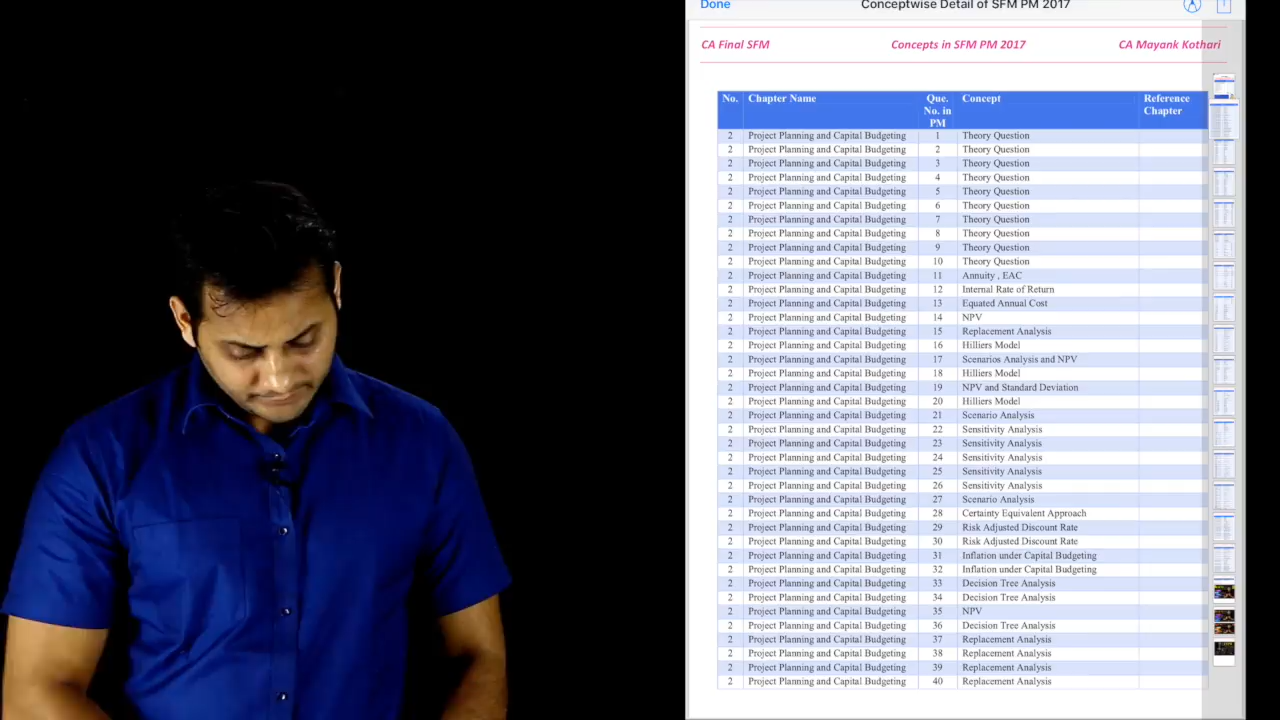 Done Conceptwise Detail of SFM PM 2017
CA Final SFM Concepts in SFM PM 2017 CA Mayank Kothari
No. Chapter Name Que. No. in PM Concept Reference Chapter
2 Project Planning and Capital Budgeting 1 Theory Question
2 Project Planning and Capital Budgeting 2 Theory Question
2 Project Planning and Capital Budgeting 3 Theory Question
2 Project Planning and Capital Budgeting 4 Theory Question
2 Project Planning and Capital Budgeting 5 Theory Question
2 Project Planning and Capital Budgeting 6 Theory Question
2 Project Planning and Capital Budgeting 7 Theory Question
2 Project Planning and Capital Budgeting 8 Theory Question
2 Project Planning and Capital Budgeting 9 Theory Question
2 Project Planning and Capital Budgeting 10 Theory Question
2 Project Planning and Capital Budgeting 11 Annuity , EAC
2 Project Planning and Capital Budgeting 12 Internal Rate of Return
2 Project Planning and Capital Budgeting 13 Equated Annual Cost
2 Project Planning and Capital Budgeting 14 NPV
2 Project Planning and Capital Budgeting 15 Replacement Analysis
2 Project Planning and Capital Budgeting 16 Hilliers Model
2 Project Planning and Capital Budgeting 17 Scenarios Analysis and NPV
2 Project Planning and Capital Budgeting 18 Hilliers Model
2 Project Planning and Capital Budgeting 19 NPV and Standard Deviation
2 Project Planning and Capital Budgeting 20 Hilliers Model
2 Project Planning and Capital Budgeting 21 Scenario Analysis
2 Project Planning and Capital Budgeting 22 Sensitivity Analysis
2 Project Planning and Capital Budgeting 23 Sensitivity Analysis
2 Project Planning and Capital Budgeting 24 Sensitivity Analysis
2 Project Planning and Capital Budgeting 25 Sensitivity Analysis
2 Project Planning and Capital Budgeting 26 Sensitivity Analysis
2 Project Planning and Capital Budgeting 27 Scenario Analysis
2 Project Planning and Capital Budgeting 28 Certainty Equivalent Approach
2 Project Planning and Capital Budgeting 29 Risk Adjusted Discount Rate
2 Project Planning and Capital Budgeting 30 Risk Adjusted Discount Rate
2 Project Planning and Capital Budgeting 31 Inflation under Capital Budgeting
2 Project Planning and Capital Budgeting 32 Inflation under Capital Budgeting
2 Project Planning and Capital Budgeting 33 Decision Tree Analysis
2 Project Planning and Capital Budgeting 34 Decision Tree Analysis
2 Project Planning and Capital Budgeting 35 NPV
2 Project Planning and Capital Budgeting 36 Decision Tree Analysis
2 Project Planning and Capital Budgeting 37 Replacement Analysis
2 Project Planning and Capital Budgeting 38 Replacement Analysis
2 Project Planning and Capital Budgeting 39 Replacement Analysis
2 Project Planning and Capital Budgeting 40 Replacement Analysis